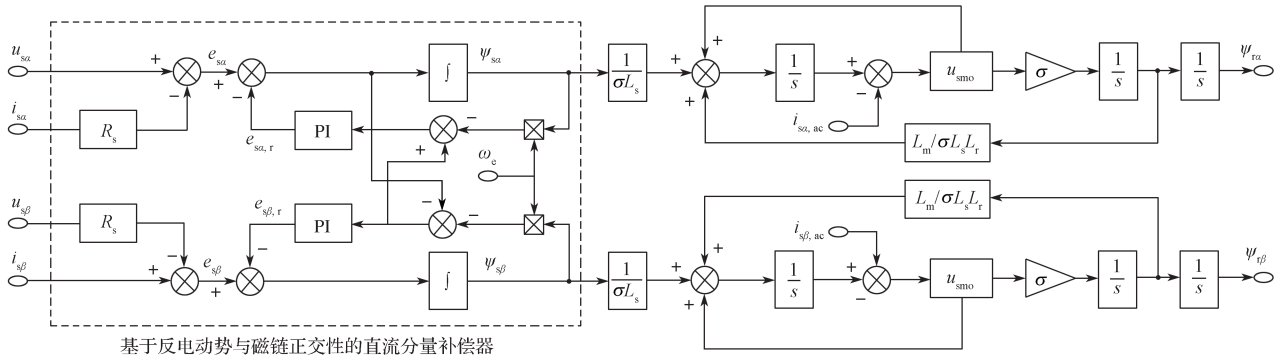 u_sα
+
−
e_sα
+
−
∫
ψ_sα
1/σL_s
+
+
+
1/s
+
−
u_smo
σ
1/s
1/s
ψ_rα
i_sα
R_s
e_sα, r
PI
+
−
ω_e
i_sα, ac
L_m/σL_sL_r
u_sβ
R_s
−
+
e_sβ, r
PI
−
−
−
L_m/σL_sL_r
i_sβ
e_sβ
+
∫
ψ_sβ
1/σL_s
+
+
+
1/s
i_sβ, ac
+
−
u_smo
σ
1/s
1/s
ψ_rβ
基于反电动势与磁链正交性的直流分量补偿器